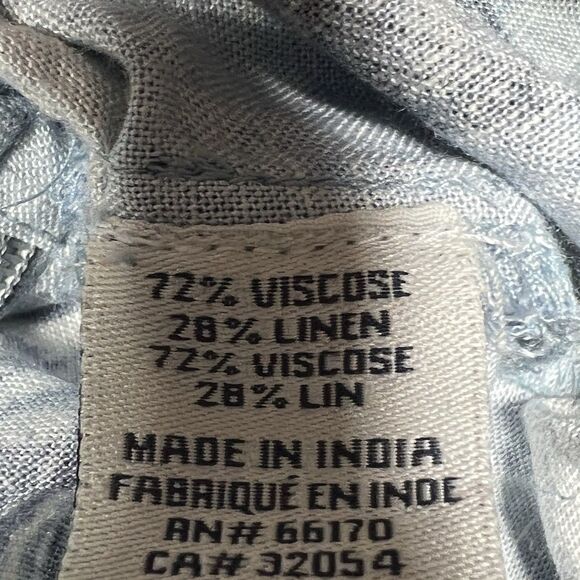 72% VISCOSE
28% LINEN
72% VISCOSE
28% LIN
MADE IN INDIA
FABRIQUÉ EN INDE
RN# 66170
CA# 32054